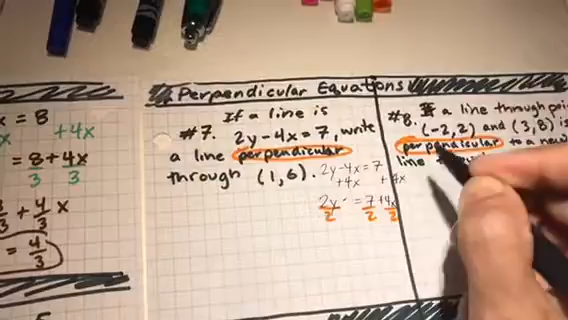 x = 8
+4x
= 8+4x
3 3
+ 4/3 x
= 4/3
Perpendicular Equations
If a line is
#7. 2y-4x=7, write
a line perpendicular
through (1,6).
2y-4x=7
+4x +4x
2y = 7+4x
2 2 2
#8. If a line through
(-2,2) and (3,8) is
perpendicular to a new
line